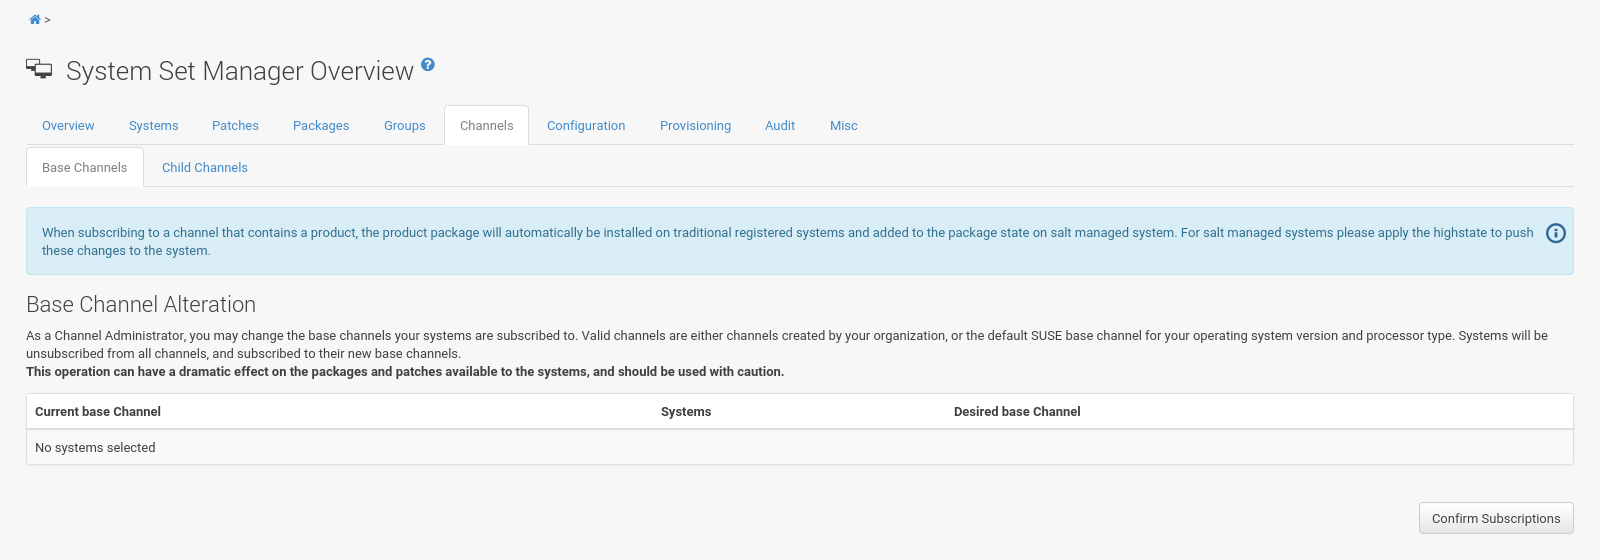 >
System Set Manager Overview ?
Overview Systems Patches Packages Groups Channels Configuration Provisioning Audit Misc
Base Channels Child Channels
When subscribing to a channel that contains a product, the product package will automatically be installed on traditional registered systems and added to the package state on salt managed system. For salt managed systems please apply the highstate to push
these changes to the system.
Base Channel Alteration
As a Channel Administrator, you may change the base channels your systems are subscribed to. Valid channels are either channels created by your organization, or the default SUSE base channel for your operating system version and processor type. Systems will be
unsubscribed from all channels, and subscribed to their new base channels.
This operation can have a dramatic effect on the packages and patches available to the systems, and should be used with caution.
Current base Channel Systems Desired base Channel
No systems selected
Confirm Subscriptions